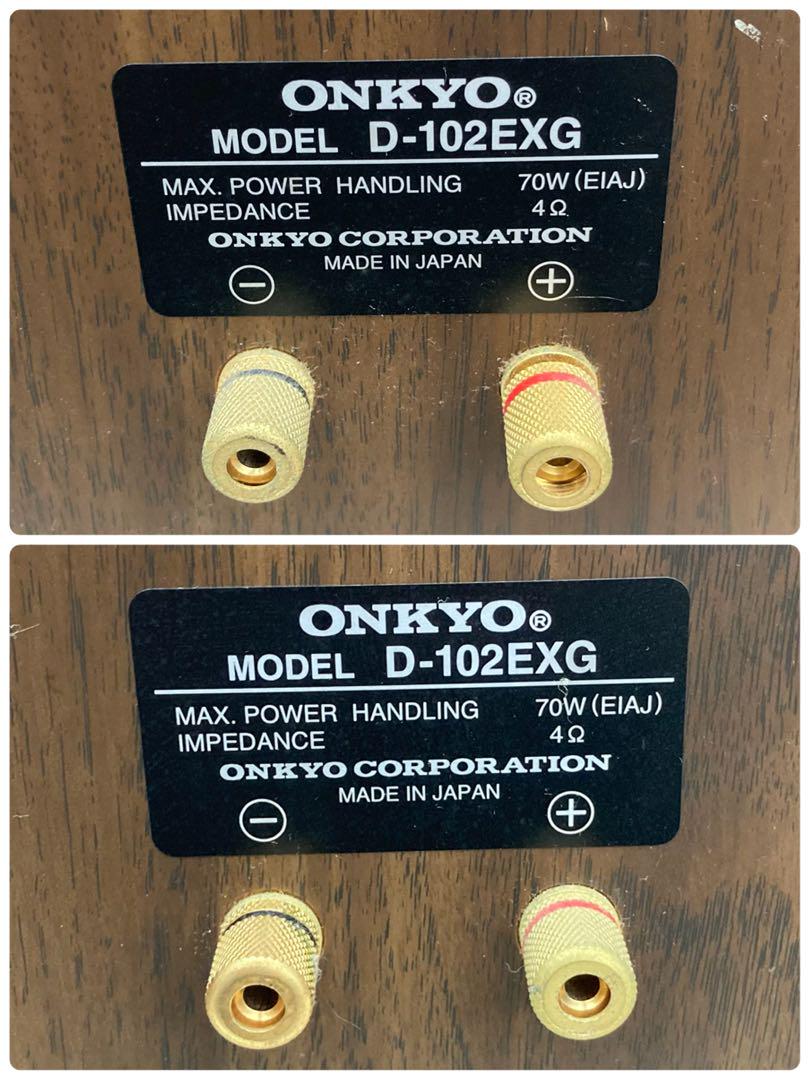 ONKYO®
MODEL D-102EXG
MAX. POWER HANDLING 70W (EIAJ)
IMPEDANCE 4Ω
ONKYO CORPORATION
MADE IN JAPAN
− +
ONKYO®
MODEL D-102EXG
MAX. POWER HANDLING 70W (EIAJ)
IMPEDANCE 4Ω
ONKYO CORPORATION
MADE IN JAPAN
− +